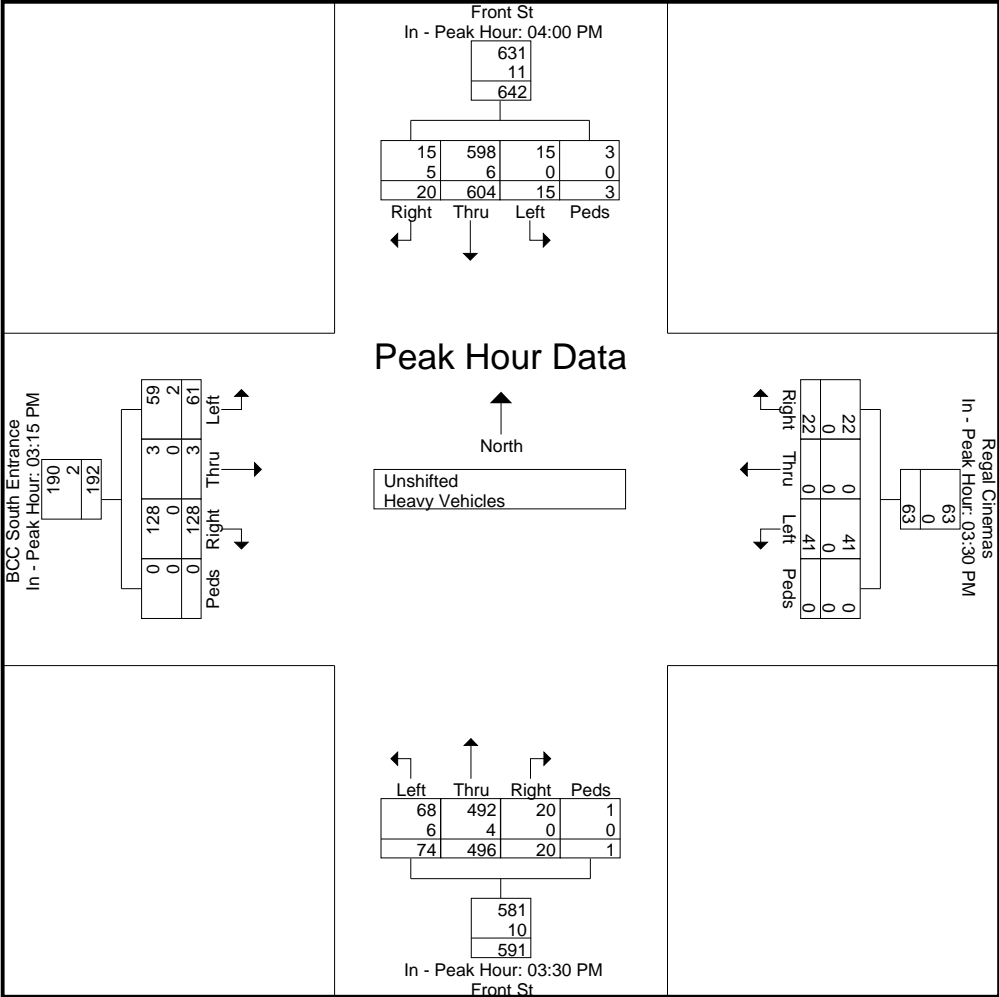 Front St
In - Peak Hour: 04:00 PM
631
11
642
15 598 15 3
5 6 0 0
20 604 15 3
Right Thru Left Peds
Peak Hour Data
North
Unshifted
Heavy Vehicles
BCC South Entrance
In - Peak Hour: 03:15 PM
190
2
192
59 2 61 Left
3 0 3 Thru
128 0 128 Right
0 0 0 Peds
Regal Cinemas
In - Peak Hour: 03:30 PM
63
0
63
Right 22 0 22
Thru 0 0 0
Left 41 0 41
Peds 0 0 0
Left Thru Right Peds
68 492 20 1
6 4 0 0
74 496 20 1
581
10
591
In - Peak Hour: 03:30 PM
Front St